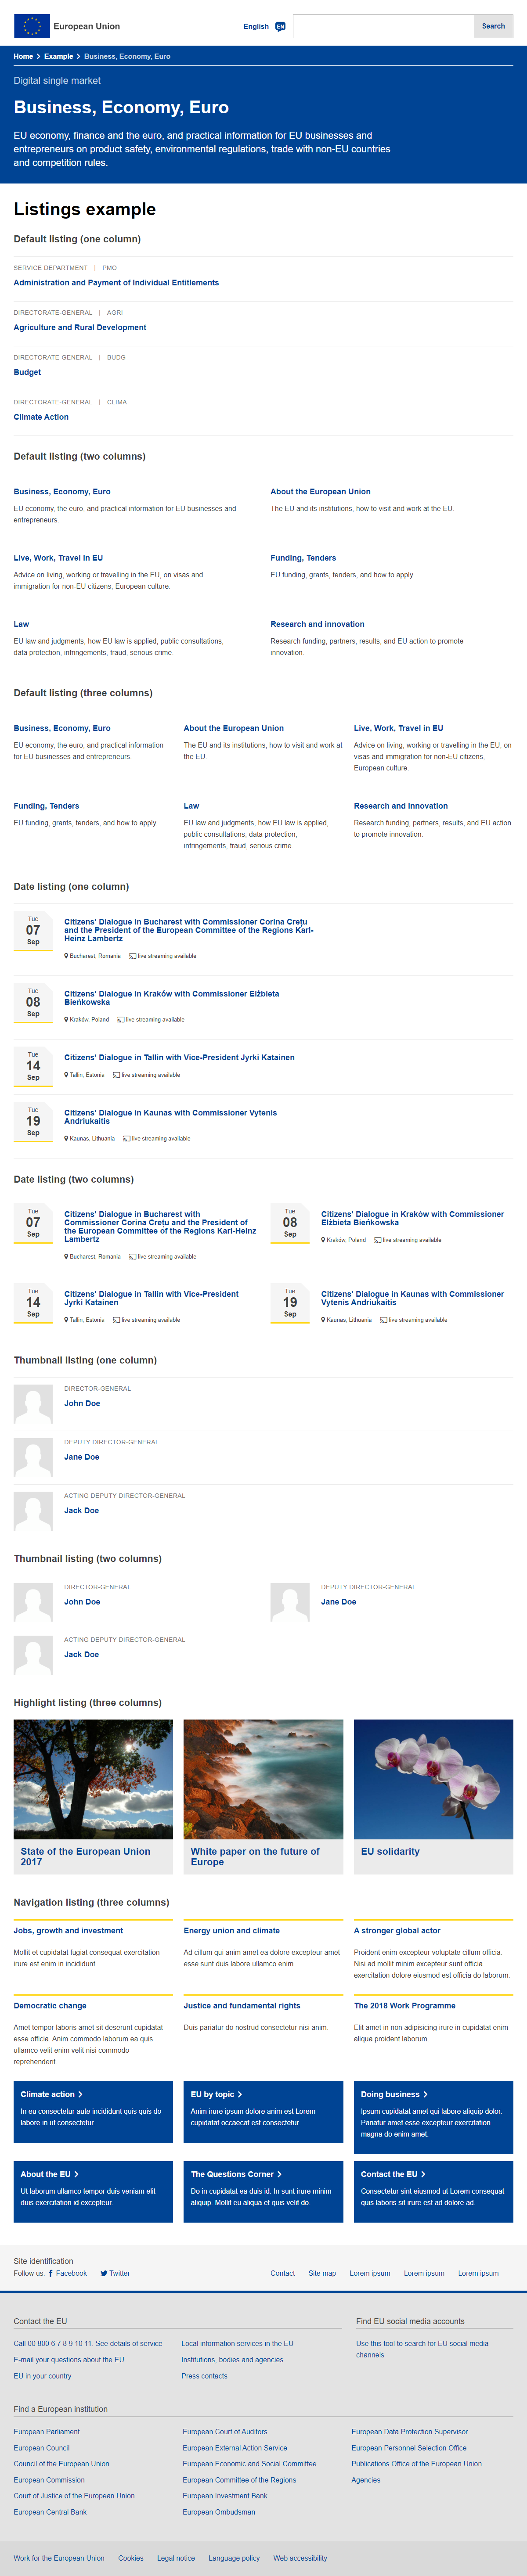 European Union
English EN Search
Home > Example > Business, Economy, Euro
Digital single market
Business, Economy, Euro
EU economy, finance and the euro, and practical information for EU businesses and
entrepreneurs on product safety, environmental regulations, trade with non-EU countries
and competition rules.
Listings example
Default listing (one column)
SERVICE DEPARTMENT | PMO
Administration and Payment of Individual Entitlements
DIRECTORATE-GENERAL | AGRI
Agriculture and Rural Development
DIRECTORATE-GENERAL | BUDG
Budget
DIRECTORATE-GENERAL | CLIMA
Climate Action
Default listing (two columns)
Business, Economy, Euro
EU economy, the euro, and practical information for EU businesses and
entrepreneurs.
About the European Union
The EU and its institutions, how to visit and work at the EU.
Live, Work, Travel in EU
Advice on living, working or travelling in the EU, on visas and
immigration for non-EU citizens, European culture.
Funding, Tenders
EU funding, grants, tenders, and how to apply.
Law
EU law and judgments, how EU law is applied, public consultations,
data protection, infringements, fraud, serious crime.
Research and innovation
Research funding, partners, results, and EU action to promote
innovation.
Default listing (three columns)
Business, Economy, Euro
EU economy, the euro, and practical information
for EU businesses and entrepreneurs.
About the European Union
The EU and its institutions, how to visit and work at
the EU.
Live, Work, Travel in EU
Advice on living, working or travelling in the EU, on
visas and immigration for non-EU citizens,
European culture.
Funding, Tenders
EU funding, grants, tenders, and how to apply.
Law
EU law and judgments, how EU law is applied,
public consultations, data protection,
infringements, fraud, serious crime.
Research and innovation
Research funding, partners, results, and EU action
to promote innovation.
Date listing (one column)
Tue
07
Sep
Citizens' Dialogue in Bucharest with Commissioner Corina Crețu
and the President of the European Committee of the Regions Karl-
Heinz Lambertz
Bucharest, Romania live streaming available
Tue
08
Sep
Citizens' Dialogue in Kraków with Commissioner Elżbieta
Bieńkowska
Kraków, Poland live streaming available
Tue
14
Sep
Citizens' Dialogue in Tallin with Vice-President Jyrki Katainen
Tallin, Estonia live streaming available
Tue
19
Sep
Citizens' Dialogue in Kaunas with Commissioner Vytenis
Andriukaitis
Kaunas, Lithuania live streaming available
Date listing (two columns)
Tue
07
Sep
Citizens' Dialogue in Bucharest with
Commissioner Corina Crețu and the President of
the European Committee of the Regions Karl-Heinz
Lambertz
Bucharest, Romania live streaming available
Tue
08
Sep
Citizens' Dialogue in Kraków with Commissioner
Elżbieta Bieńkowska
Kraków, Poland live streaming available
Tue
14
Sep
Citizens' Dialogue in Tallin with Vice-President
Jyrki Katainen
Tallin, Estonia live streaming available
Tue
19
Sep
Citizens' Dialogue in Kaunas with Commissioner
Vytenis Andriukaitis
Kaunas, Lithuania live streaming available
Thumbnail listing (one column)
DIRECTOR-GENERAL
John Doe
DEPUTY DIRECTOR-GENERAL
Jane Doe
ACTING DEPUTY DIRECTOR-GENERAL
Jack Doe
Thumbnail listing (two columns)
DIRECTOR-GENERAL
John Doe
DEPUTY DIRECTOR-GENERAL
Jane Doe
ACTING DEPUTY DIRECTOR-GENERAL
Jack Doe
Highlight listing (three columns)
State of the European Union
2017
White paper on the future of
Europe
EU solidarity
Navigation listing (three columns)
Jobs, growth and investment
Mollit et cupidatat fugiat consequat exercitation
irure est enim in incididunt.
Energy union and climate
Ad cillum qui anim amet ea dolore excepteur amet
esse sunt duis labore ullamco enim.
A stronger global actor
Proident enim excepteur voluptate cillum officia.
Nisi ad mollit minim excepteur sunt officia
exercitation dolore eiusmod est officia do laborum.
Democratic change
Amet tempor laboris amet sit deserunt cupidatat
esse officia. Anim commodo laborum ea quis
ullamco velit enim velit nisi commodo
reprehenderit.
Justice and fundamental rights
Duis pariatur do nostrud consectetur nisi anim.
The 2018 Work Programme
Elit amet in non adipisicing irure in cupidatat enim
aliqua proident laborum.
Climate action >
In eu consectetur aute incididunt quis quis do
labore in ut consectetur.
EU by topic >
Anim irure ipsum dolore anim est Lorem
cupidatat occaecat est consectetur.
Doing business >
Ipsum cupidatat amet qui labore aliquip dolor.
Pariatur amet esse excepteur exercitation
magna do enim amet.
About the EU >
Ut laborum ullamco tempor duis veniam elit
duis exercitation id excepteur.
The Questions Corner >
Do in cupidatat ea duis id. In sunt irure minim
aliquip. Mollit eu aliqua et quis velit do.
Contact the EU >
Consectetur sint eiusmod ut Lorem consequat
quis laboris sit irure est ad dolore ad.
Site identification
Follow us: Facebook Twitter
Contact Site map Lorem ipsum Lorem ipsum Lorem ipsum
Contact the EU
Call 00 800 6 7 8 9 10 11. See details of service
E-mail your questions about the EU
EU in your country
Local information services in the EU
Institutions, bodies and agencies
Press contacts
Find EU social media accounts
Use this tool to search for EU social media
channels
Find a European institution
European Parliament
European Council
Council of the European Union
European Commission
Court of Justice of the European Union
European Central Bank
European Court of Auditors
European External Action Service
European Economic and Social Committee
European Committee of the Regions
European Investment Bank
European Ombudsman
European Data Protection Supervisor
European Personnel Selection Office
Publications Office of the European Union
Agencies
Work for the European Union Cookies Legal notice Language policy Web accessibility